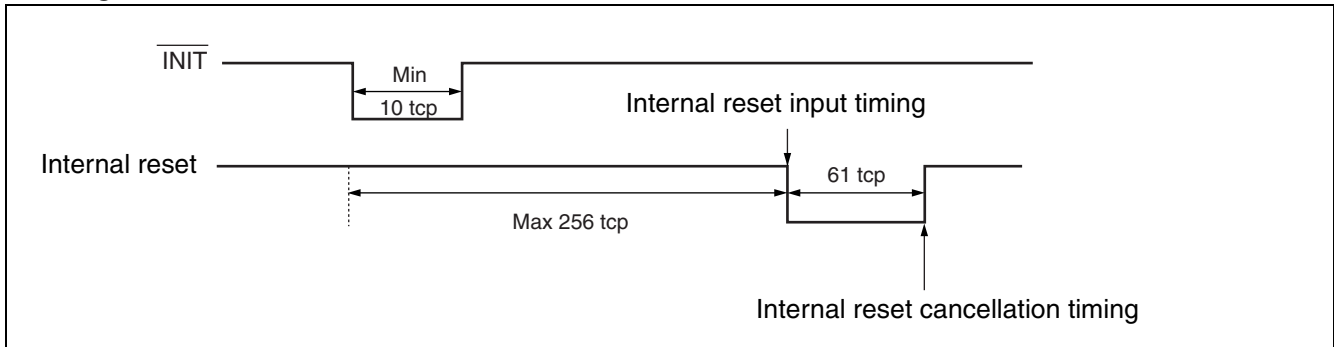 INIT
Min
10 tcp
Internal reset input timing
Internal reset
61 tcp
Max 256 tcp
Internal reset cancellation timing